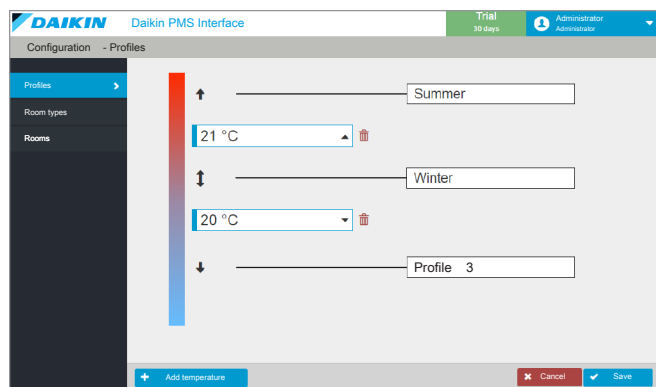 DAIKIN Daikin PMS Interface Trial 30 days Administrator Administrator
Configuration - Profiles
Profiles
Room types
Rooms
Summer
21 °C
Winter
20 °C
Profile 3
Add temperature Cancel Save